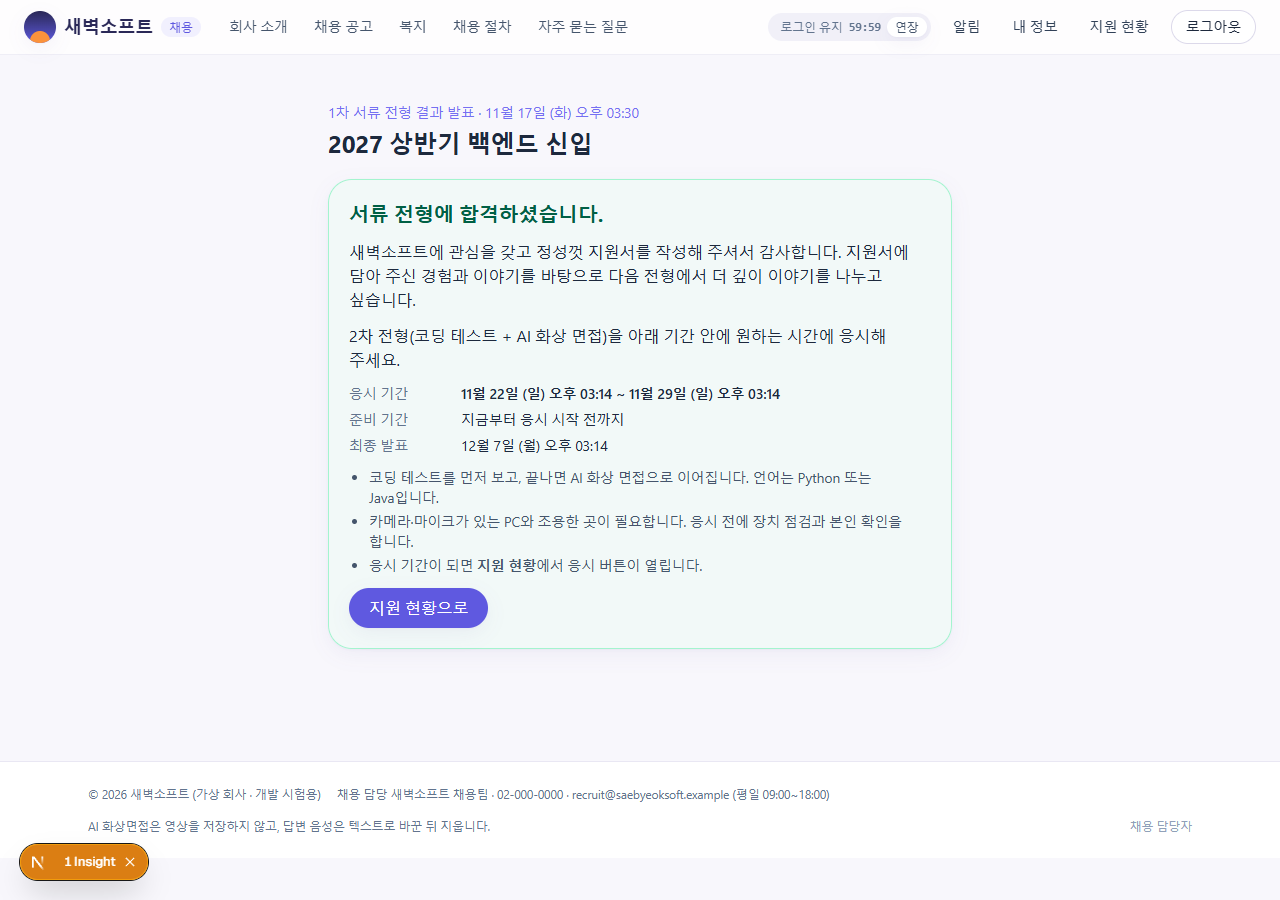 새벽소프트 채용 회사 소개 채용 공고 복지 채용 절차 자주 묻는 질문 로그인 유지 59:59 연장 알림 내 정보 지원 현황 로그아웃
1차 서류 전형 결과 발표 · 11월 17일 (화) 오후 03:30
2027 상반기 백엔드 신입
서류 전형에 합격하셨습니다.
새벽소프트에 관심을 갖고 정성껏 지원서를 작성해 주셔서 감사합니다. 지원서에
담아 주신 경험과 이야기를 바탕으로 다음 전형에서 더 깊이 이야기를 나누고
싶습니다.
2차 전형(코딩 테스트 + AI 화상 면접)을 아래 기간 안에 원하는 시간에 응시해
주세요.
응시 기간 11월 22일 (일) 오후 03:14 ~ 11월 29일 (일) 오후 03:14
준비 기간 지금부터 응시 시작 전까지
최종 발표 12월 7일 (월) 오후 03:14
• 코딩 테스트를 먼저 보고, 끝나면 AI 화상 면접으로 이어집니다. 언어는 Python 또는
Java입니다.
• 카메라·마이크가 있는 PC와 조용한 곳이 필요합니다. 응시 전에 장치 점검과 본인 확인을
합니다.
• 응시 기간이 되면 지원 현황에서 응시 버튼이 열립니다.
지원 현황으로
© 2026 새벽소프트 (가상 회사 · 개발 시험용) 채용 담당 새벽소프트 채용팀 · 02-000-0000 · recruit@saebyeoksoft.example (평일 09:00~18:00)
AI 화상면접은 영상을 저장하지 않고, 답변 음성은 텍스트로 바꾼 뒤 지웁니다. 채용 담당자
N 1 Insight ×